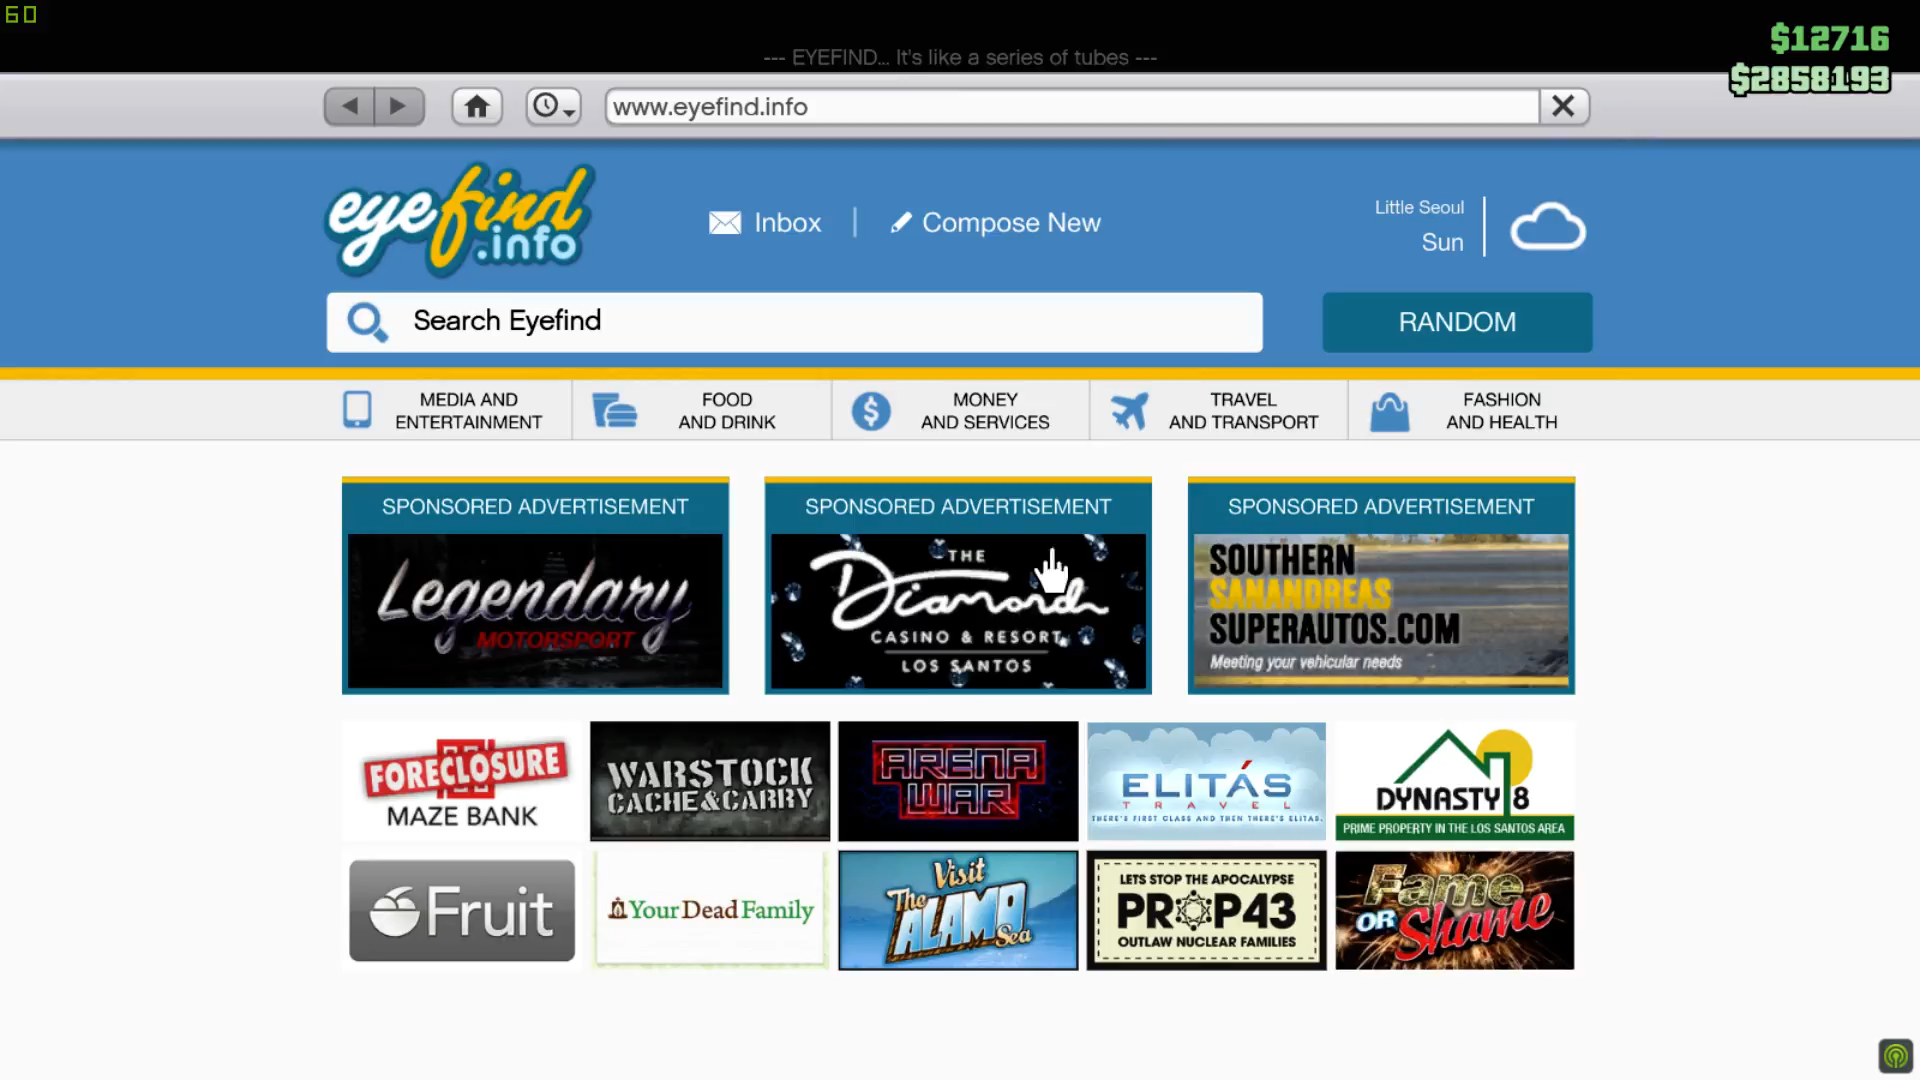 60
$12716
--- EYEFIND... It's like a series of tubes ---
$2858193
www.eyefind.info
eyefind
.info
Inbox
Compose New
Little Seoul
Sun
Search Eyefind
RANDOM
MEDIA AND
ENTERTAINMENT
FOOD
AND DRINK
MONEY
AND SERVICES
TRAVEL
AND TRANSPORT
FASHION
AND HEALTH
SPONSORED ADVERTISEMENT
Legendary
MOTORSPORT
SPONSORED ADVERTISEMENT
THE
Diamond
CASINO & RESORT
LOS SANTOS
SPONSORED ADVERTISEMENT
SOUTHERN
SANANDREAS
SUPERAUTOS.COM
Meeting your vehicular needs
FORECLOSURE
MAZE BANK
WARSTOCK
CACHE&CARRY
ARENA
WAR
ELITÁS
TRAVEL
THERE'S FIRST CLASS AND THEN THERE'S ELITAS.
DYNASTY 8
PRIME PROPERTY IN THE LOS SANTOS AREA
Fruit
YourDeadFamily
Visit
The
ALAMO
Sea
LETS STOP THE APOCALYPSE
PROP43
OUTLAW NUCLEAR FAMILIES
Fame
OR Shame